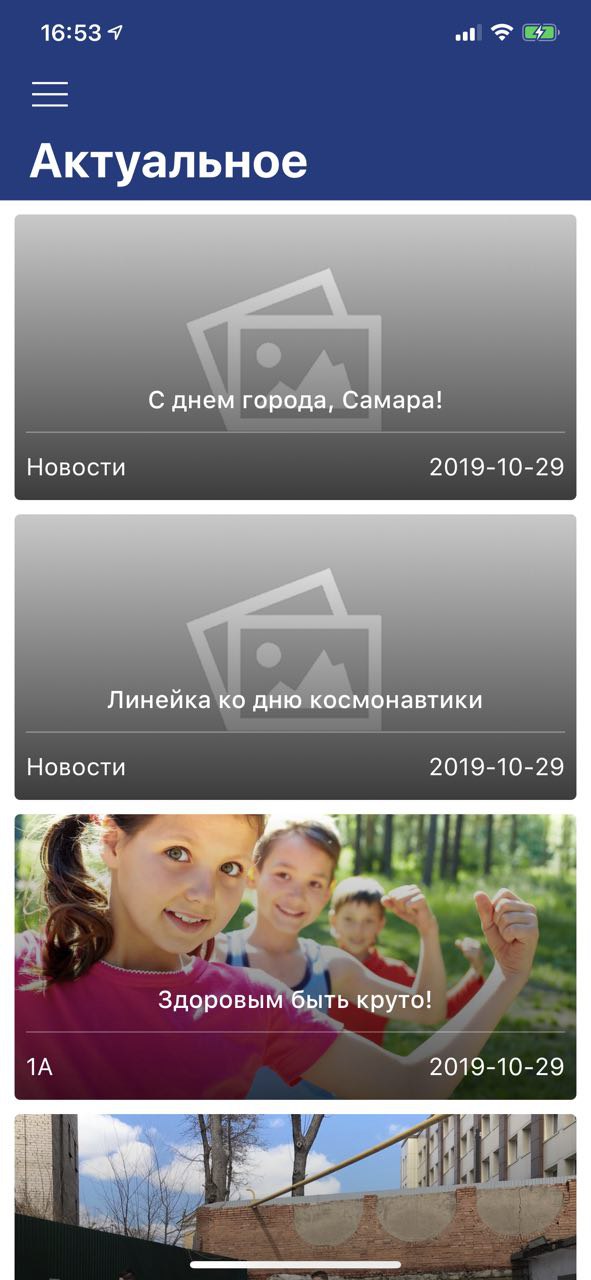 16:53
Актуальное
С днем города, Самара!
Новости 2019-10-29
Линейка ко дню космонавтики
Новости 2019-10-29
Здоровым быть круто!
1А 2019-10-29